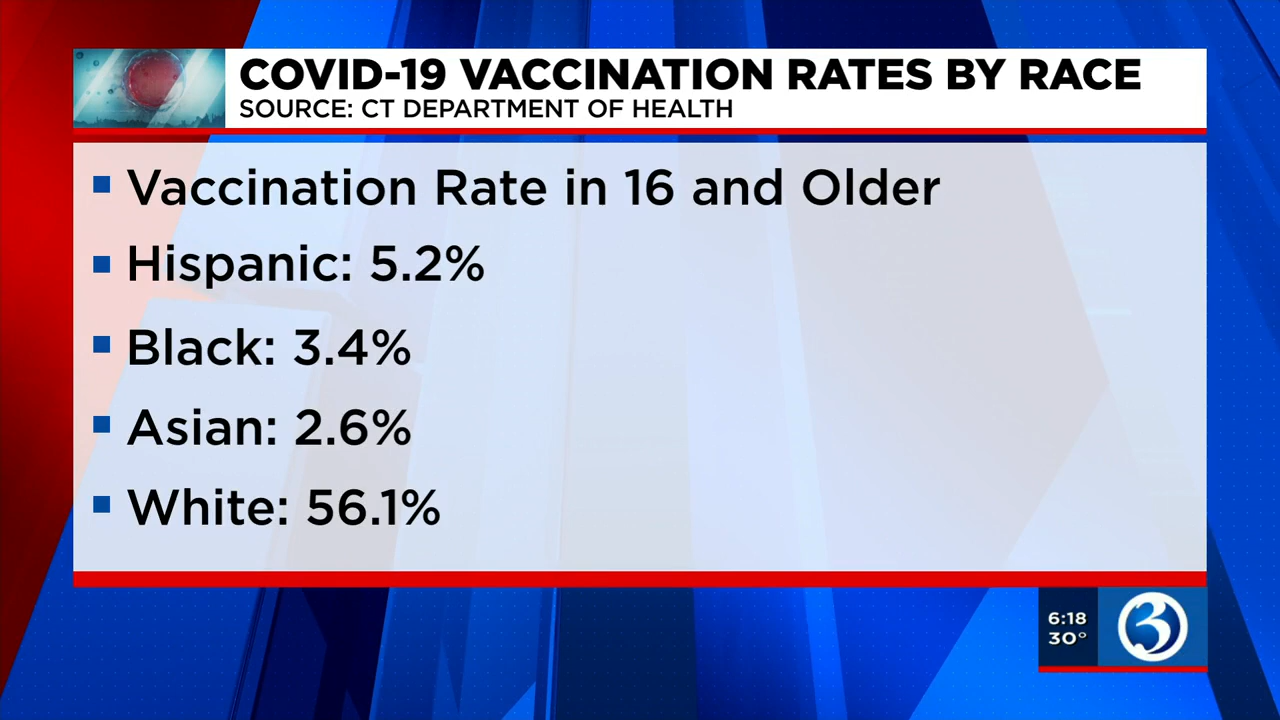 COVID-19 VACCINATION RATES BY RACE
SOURCE: CT DEPARTMENT OF HEALTH
Vaccination Rate in 16 and Older
Hispanic: 5.2%
Black: 3.4%
Asian: 2.6%
White: 56.1%
6:18
30°
3